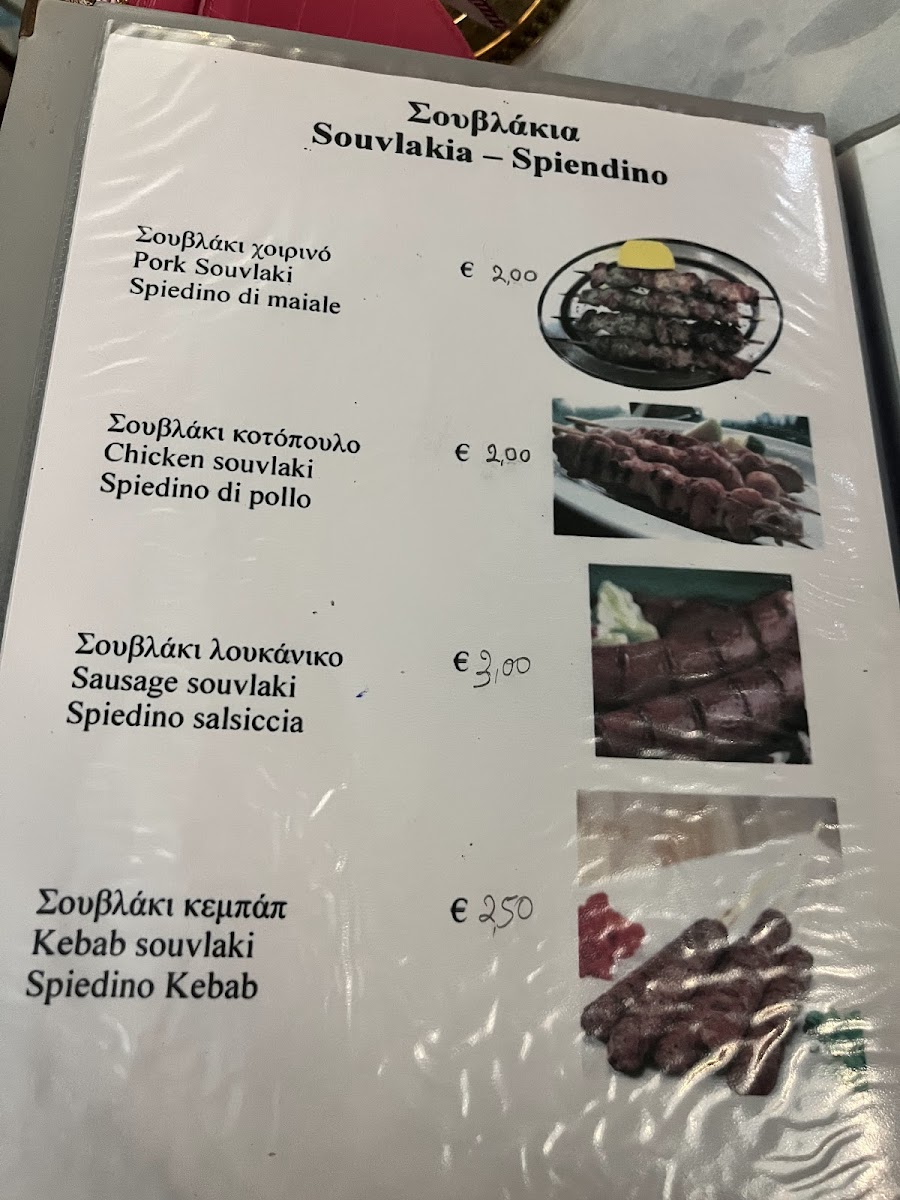 Σουβλάκια
Souvlakia – Spiendino
Σουβλάκι χοιρινό
Pork Souvlaki
Spiedino di maiale
€ 2,00
Σουβλάκι κοτόπουλο
Chicken souvlaki
Spiedino di pollo
€ 2,00
Σουβλάκι λουκάνικο
Sausage souvlaki
Spiedino salsiccia
€ 3,00
Σουβλάκι κεμπάπ
Kebab souvlaki
Spiedino Kebab
€ 2,50